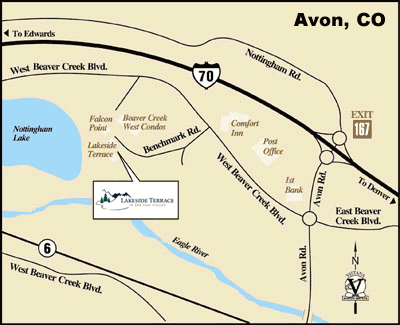 Avon, CO
To Edwards
West Beaver Creek Blvd.
70
Nottingham Rd.
EXIT
167
Nottingham
Lake
Falcon
Point
Beaver Creek
West Condos
Lakeside
Terrace
Benchmark Rd.
Comfort
Inn
Post
Office
1st
Bank
West Beaver Creek Blvd.
Avon Rd.
To Denver
East Beaver
Creek Blvd.
LAKESIDE TERRACE
Eagle River
Avon Rd.
6
West Beaver Creek Blvd.
N
V